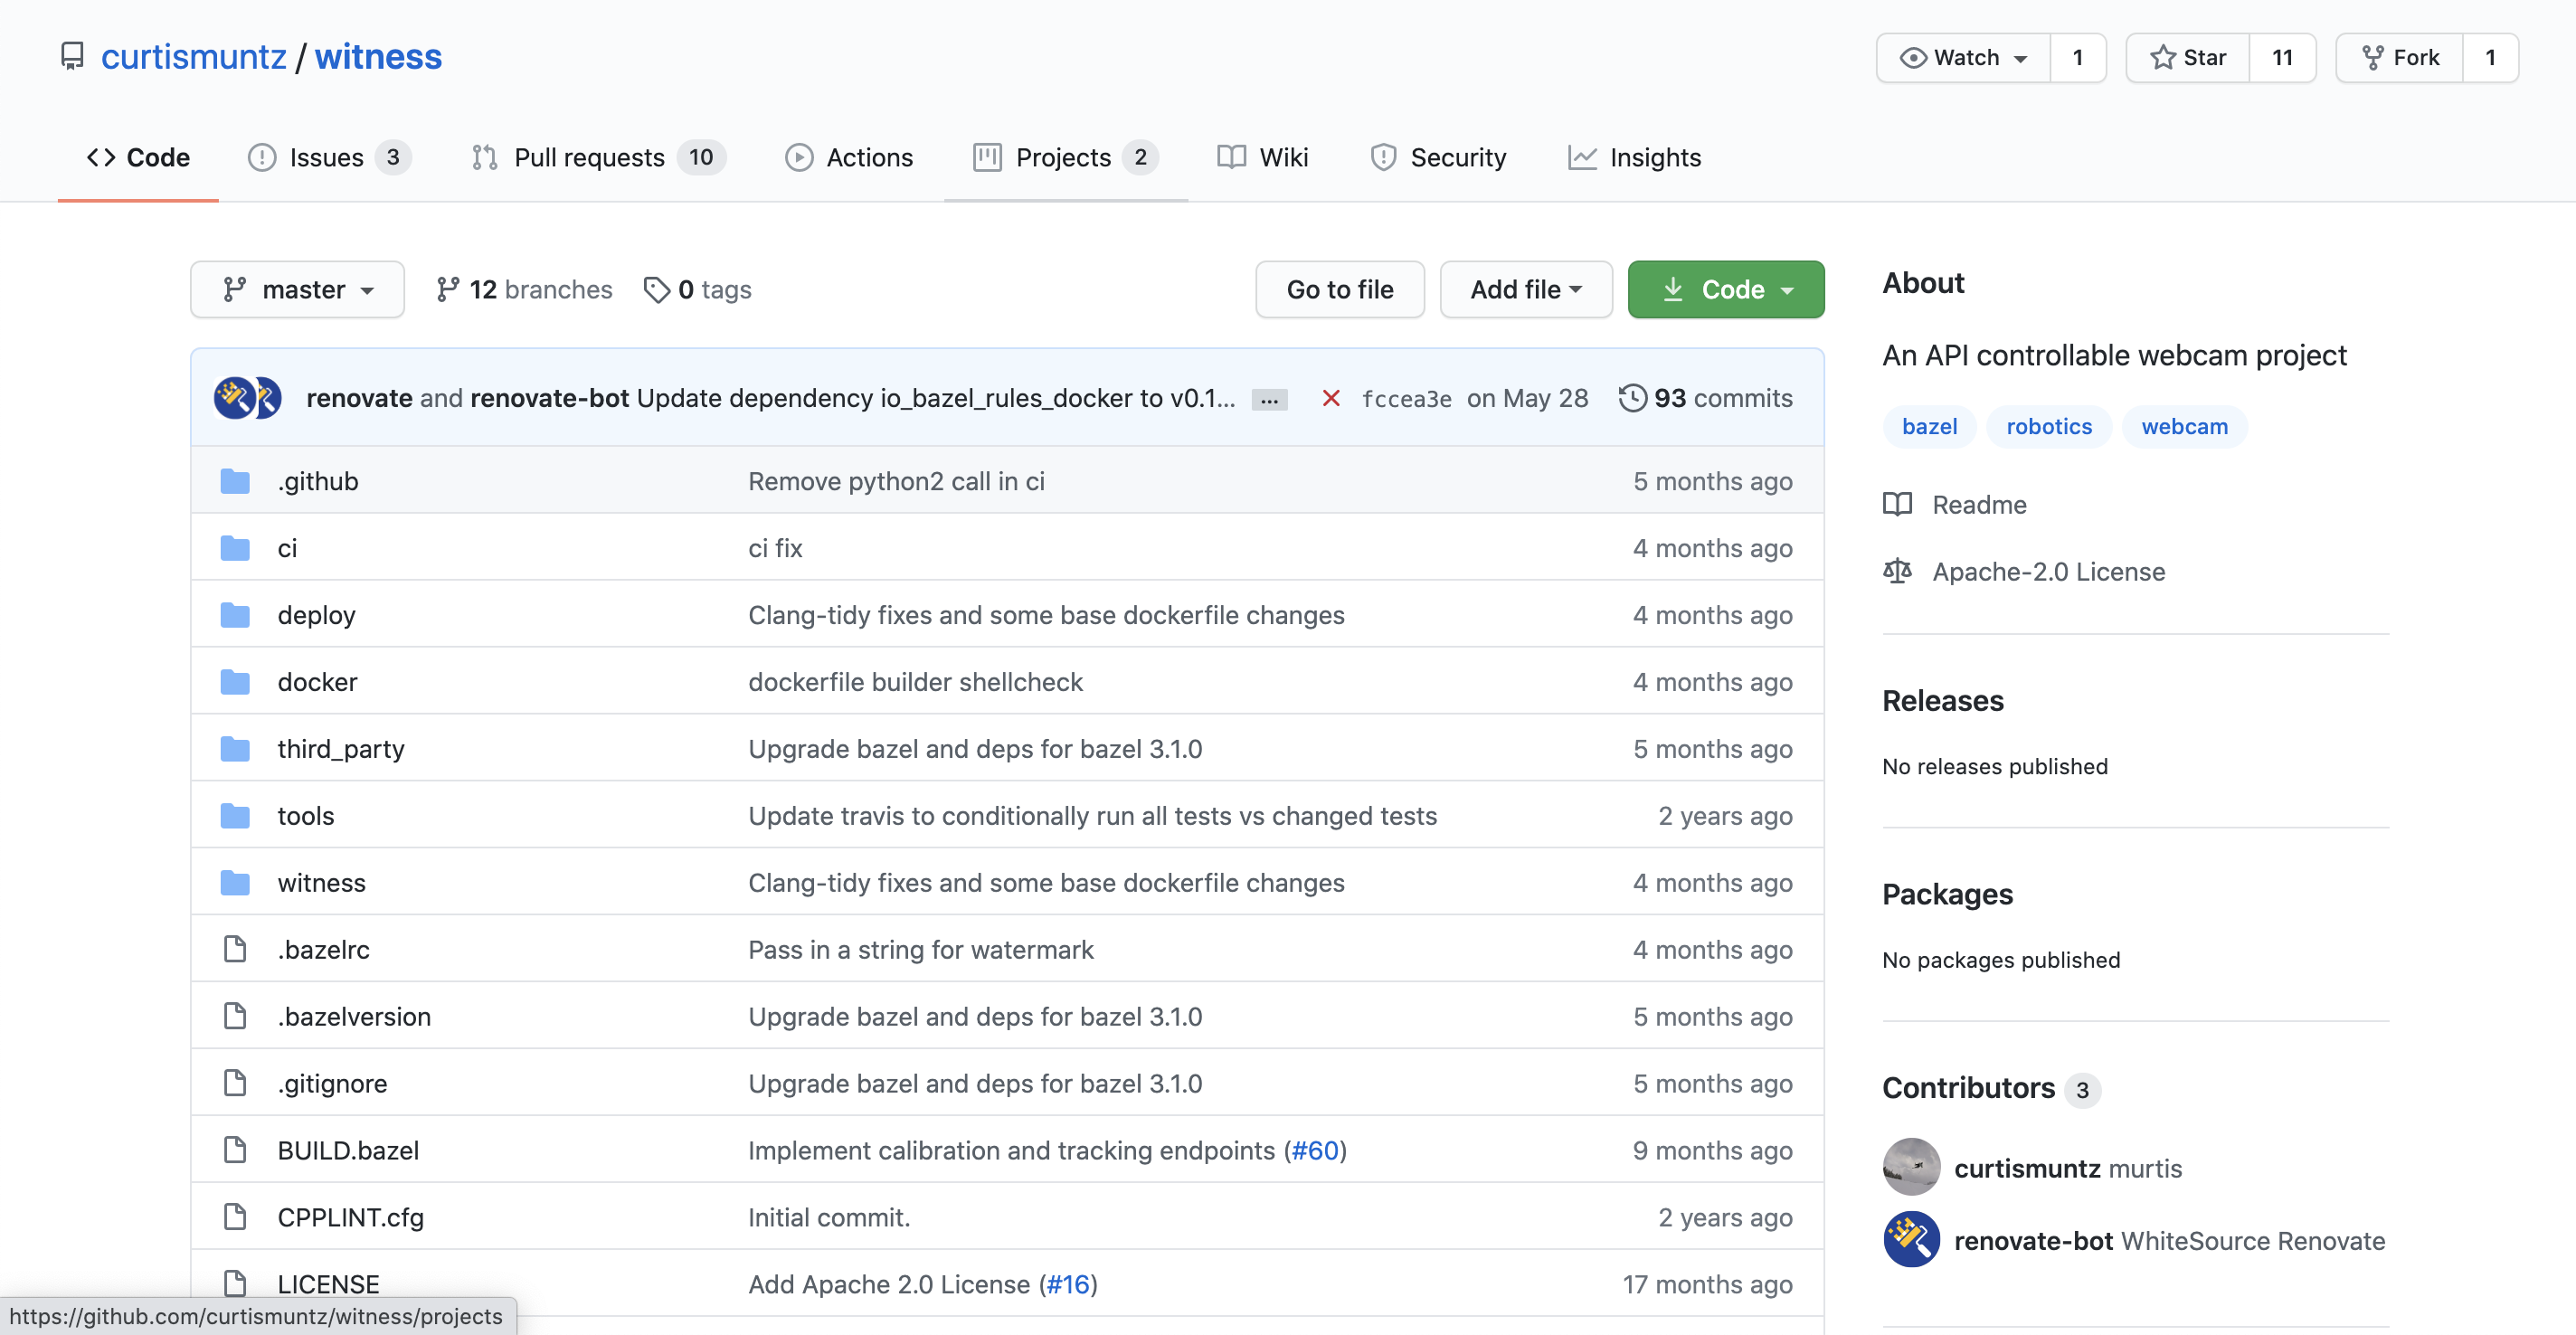 curtismuntz / witness
Watch 1 Star 11 Fork 1
Code Issues 3 Pull requests 10 Actions Projects 2 Wiki Security Insights
master 12 branches 0 tags Go to file Add file Code
renovate and renovate-bot Update dependency io_bazel_rules_docker to v0.1... ... fccea3e on May 28 93 commits
.github Remove python2 call in ci 5 months ago
ci ci fix 4 months ago
deploy Clang-tidy fixes and some base dockerfile changes 4 months ago
docker dockerfile builder shellcheck 4 months ago
third_party Upgrade bazel and deps for bazel 3.1.0 5 months ago
tools Update travis to conditionally run all tests vs changed tests 2 years ago
witness Clang-tidy fixes and some base dockerfile changes 4 months ago
.bazelrc Pass in a string for watermark 4 months ago
.bazelversion Upgrade bazel and deps for bazel 3.1.0 5 months ago
.gitignore Upgrade bazel and deps for bazel 3.1.0 5 months ago
BUILD.bazel Implement calibration and tracking endpoints (#60) 9 months ago
CPPLINT.cfg Initial commit. 2 years ago
LICENSE Add Apache 2.0 License (#16) 17 months ago
About
An API controllable webcam project
bazel robotics webcam
Readme
Apache-2.0 License
Releases
No releases published
Packages
No packages published
Contributors 3
curtismuntz murtis
renovate-bot WhiteSource Renovate
https://github.com/curtismuntz/witness/projects